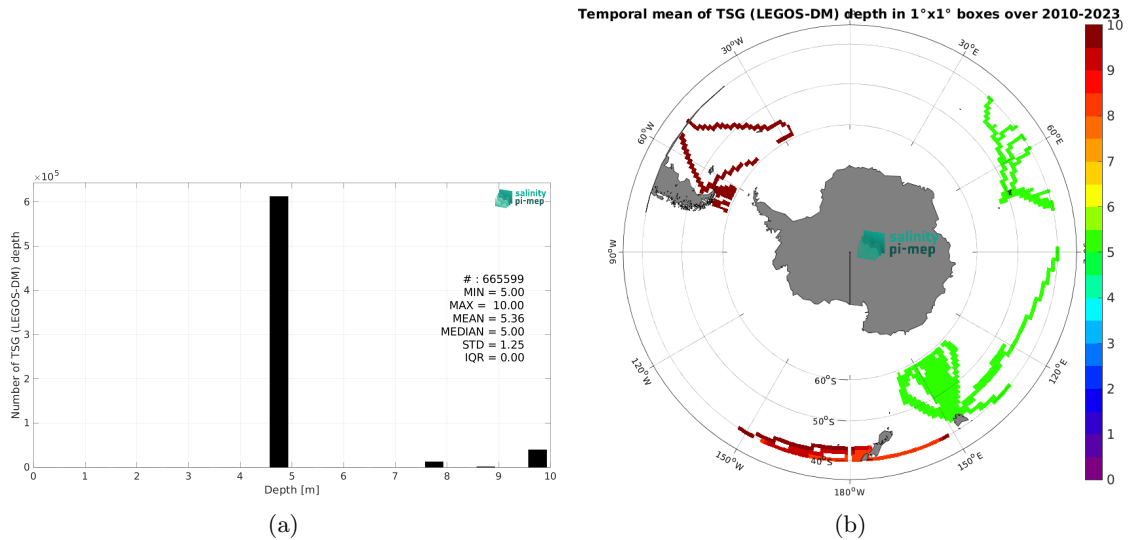 ×10⁵
6
5
4
3
2
1
0
Number of TSG (LEGOS-DM) depth
salinity
pi-mep
# : 665599
MIN = 5.00
MAX = 10.00
MEAN = 5.36
MEDIAN = 5.00
STD = 1.25
IQR = 0.00
0 1 2 3 4 5 6 7 8 9 10
Depth [m]
(a)
Temporal mean of TSG (LEGOS-DM) depth in 1°x1° boxes over 2010-2023
30°W
30°E
60°W
60°E
90°W
120°W
120°E
150°W
150°E
180°W
60°S
50°S
40°S
salinity
pi-mep
10
9
8
7
6
5
4
3
2
1
0
(b)